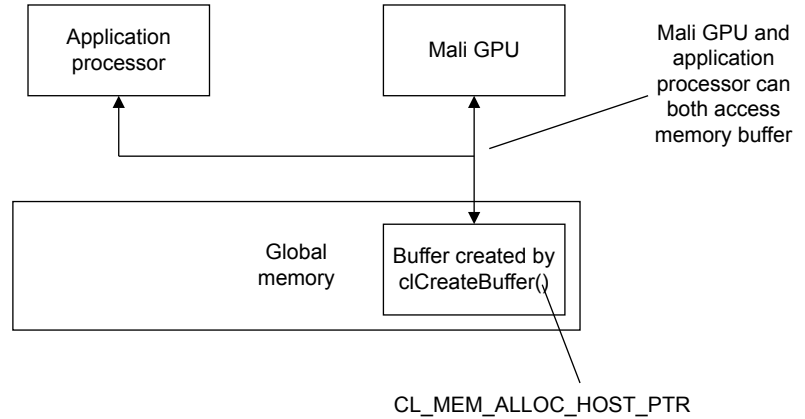 Application
processor
Mali GPU
Mali GPU and
application
processor can
both access
memory buffer
Global
memory
Buffer created by
clCreateBuffer()
CL_MEM_ALLOC_HOST_PTR